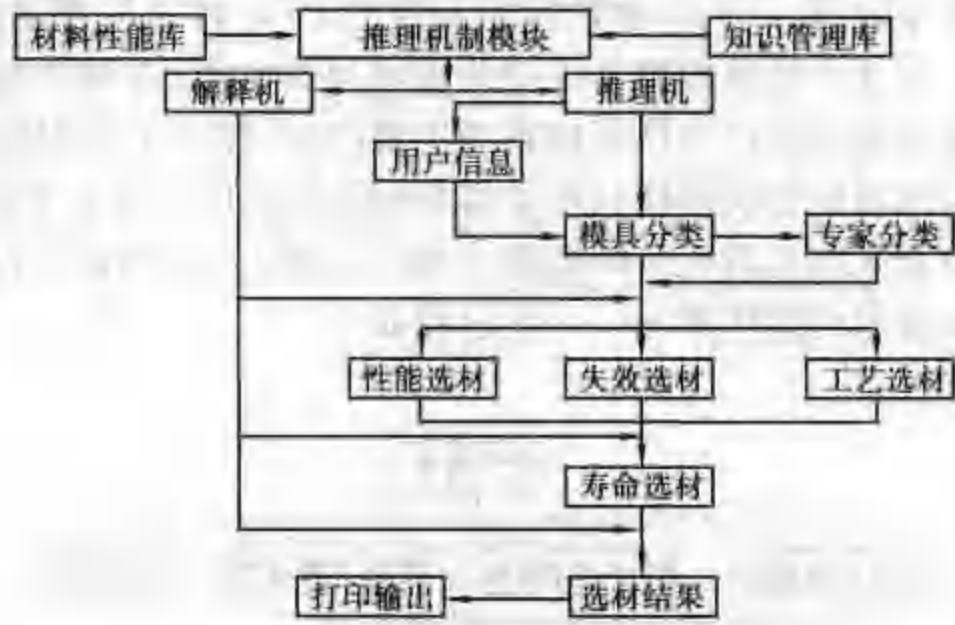 材料性能库
推理机制模块
知识管理库
解释机
推理机
用户信息
模具分类
专家分类
性能选材
失效选材
工艺选材
寿命选材
打印输出
选材结果